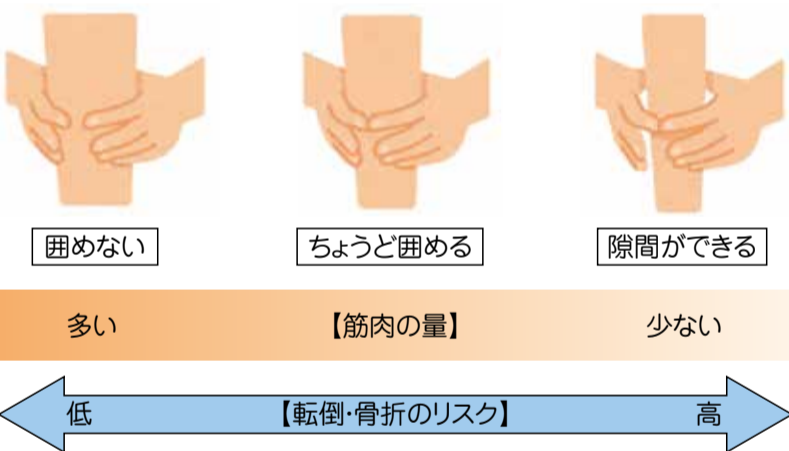 囲めない
ちょうど囲める
隙間ができる
多い 【筋肉の量】 少ない
低 【転倒・骨折のリスク】 高